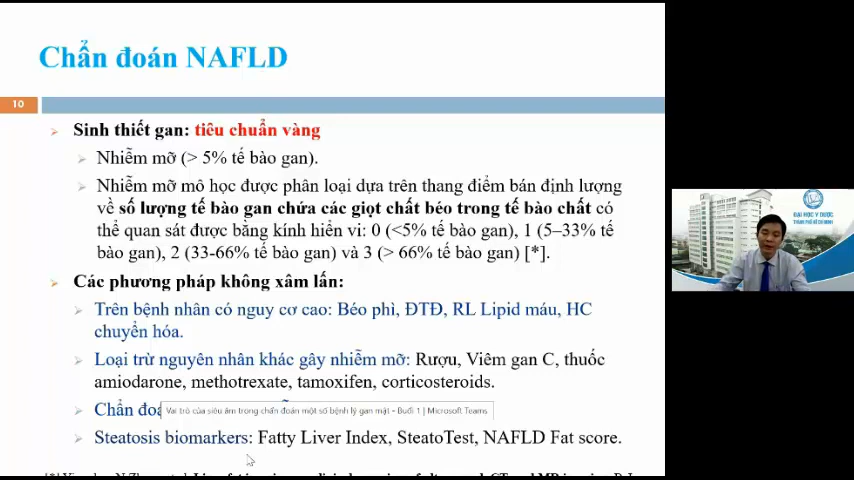 Chẩn đoán NAFLD
10
Sinh thiết gan: tiêu chuẩn vàng
Nhiễm mỡ (> 5% tế bào gan).
Nhiễm mỡ mô học được phân loại dựa trên thang điểm bán định lượng
về số lượng tế bào gan chứa các giọt chất béo trong tế bào chất có
thể quan sát được bằng kính hiển vi: 0 (<5% tế bào gan), 1 (5–33% tế
bào gan), 2 (33-66% tế bào gan) và 3 (> 66% tế bào gan) [*].
Các phương pháp không xâm lấn:
Trên bệnh nhân có nguy cơ cao: Béo phì, ĐTĐ, RL Lipid máu, HC
chuyển hóa.
Loại trừ nguyên nhân khác gây nhiễm mỡ: Rượu, Viêm gan C, thuốc
amiodarone, methotrexate, tamoxifen, corticosteroids.
Chẩn
Vai trò của siêu âm trong chẩn đoán một số bệnh lý gan mật - Buổi 1 | Microsoft Teams
Steatosis biomarkers: Fatty Liver Index, SteatoTest, NAFLD Fat score.
ĐẠI HỌC Y DƯỢC
THÀNH PHỐ HỒ CHÍ MINH